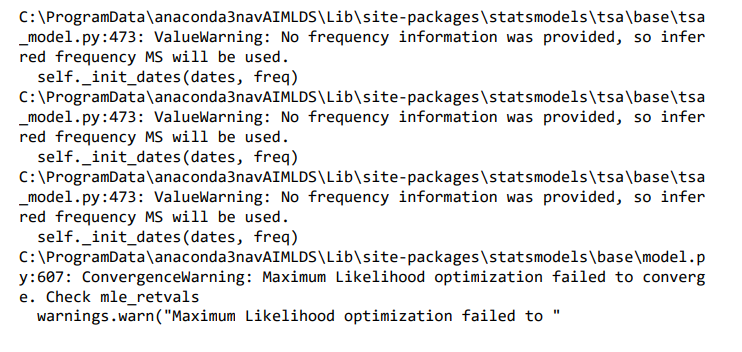 C:\ProgramData\anaconda3navAIMLDS\Lib\site-packages\statsmodels\tsa\base\tsa
_model.py:473: ValueWarning: No frequency information was provided, so infer
red frequency MS will be used.
  self._init_dates(dates, freq)
C:\ProgramData\anaconda3navAIMLDS\Lib\site-packages\statsmodels\tsa\base\tsa
_model.py:473: ValueWarning: No frequency information was provided, so infer
red frequency MS will be used.
  self._init_dates(dates, freq)
C:\ProgramData\anaconda3navAIMLDS\Lib\site-packages\statsmodels\tsa\base\tsa
_model.py:473: ValueWarning: No frequency information was provided, so infer
red frequency MS will be used.
  self._init_dates(dates, freq)
C:\ProgramData\anaconda3navAIMLDS\Lib\site-packages\statsmodels\base\model.p
y:607: ConvergenceWarning: Maximum Likelihood optimization failed to converg
e. Check mle_retvals
  warnings.warn("Maximum Likelihood optimization failed to "